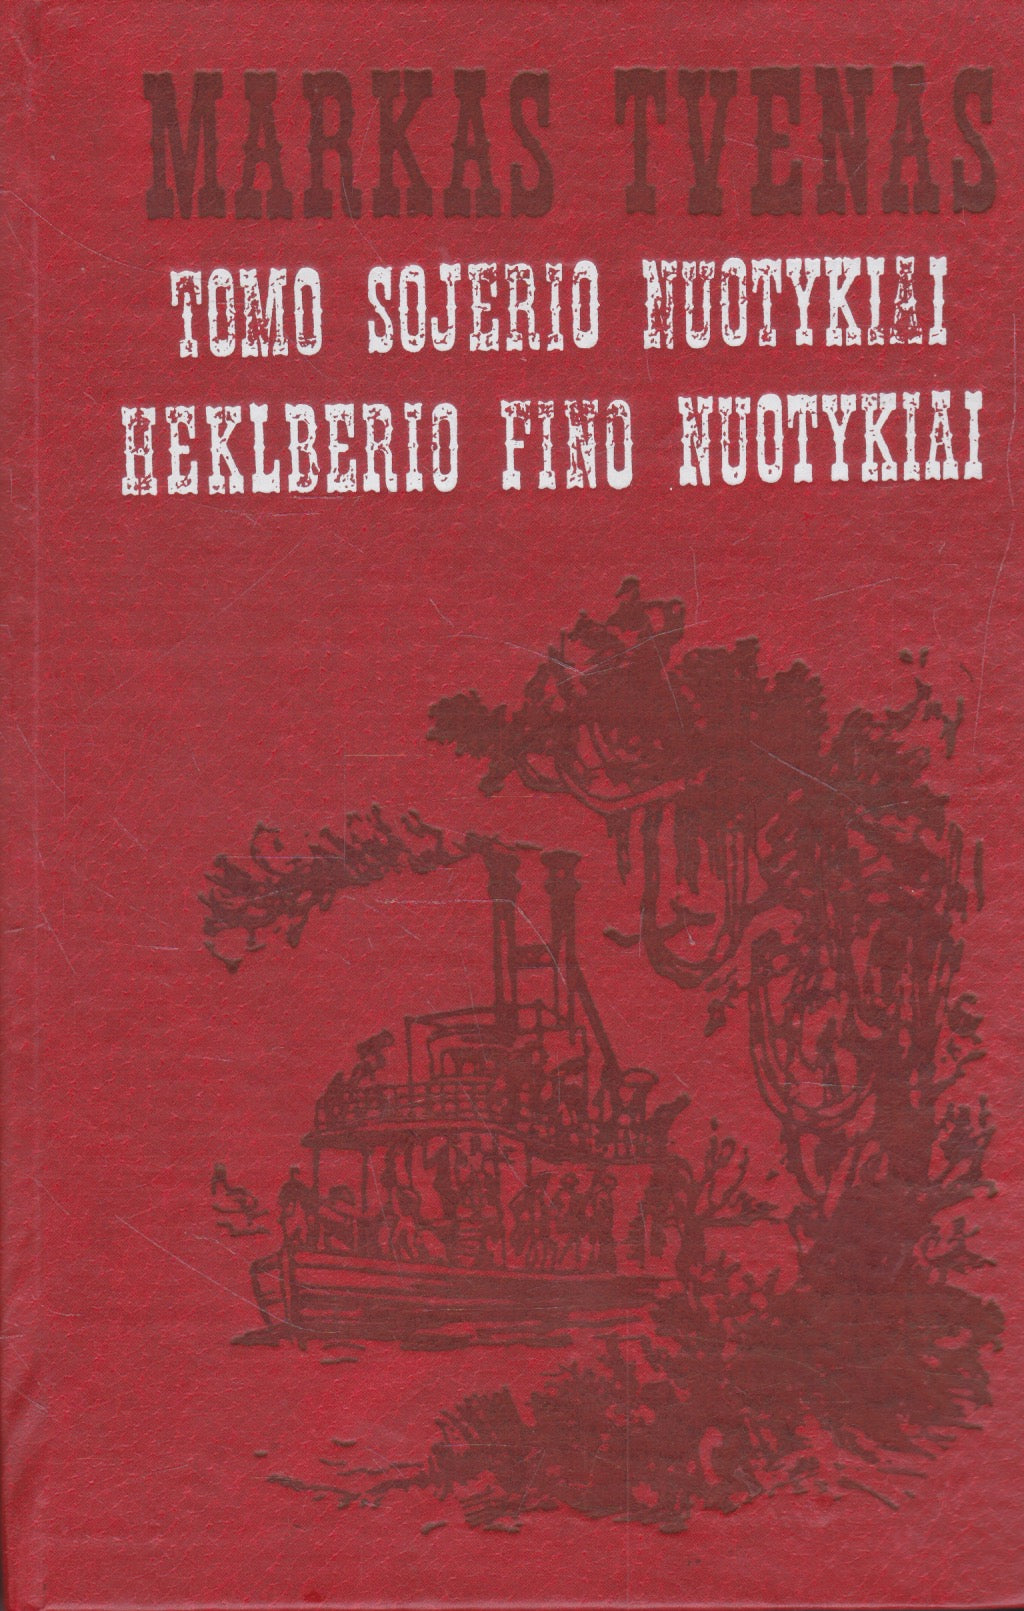 MARKAS TVENAS
TOMO SOJERIO NUOTYKIAI
HEKLBERIO FINO NUOTYKIAI